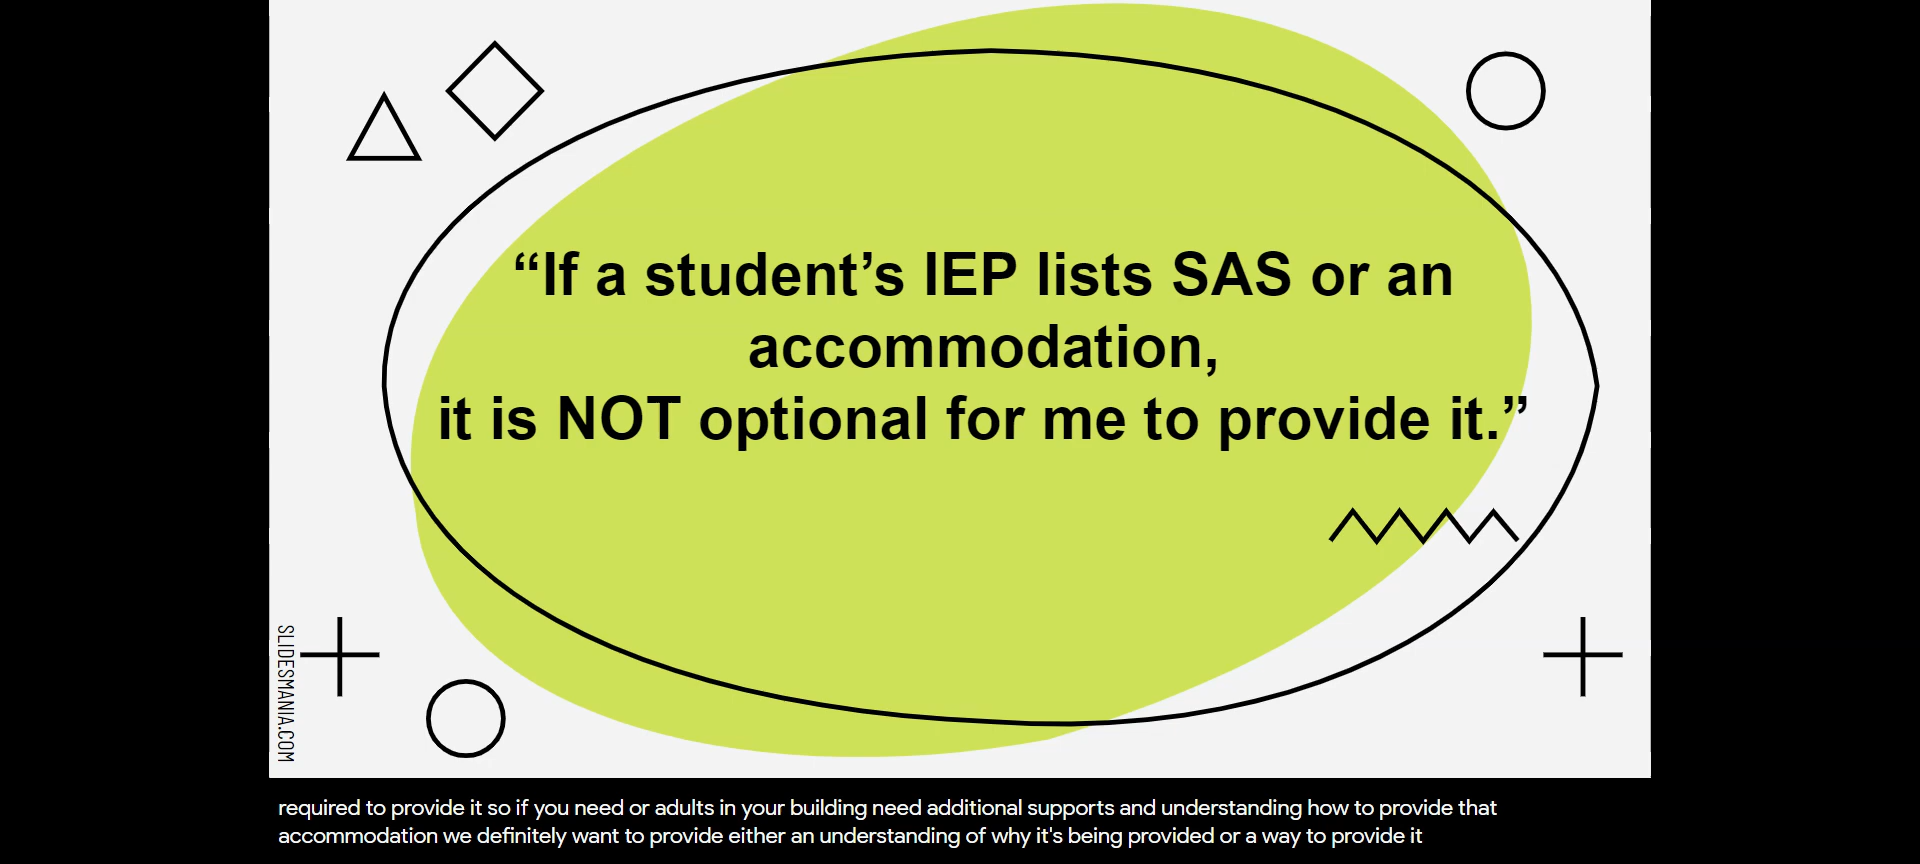 “If a student’s IEP lists SAS or an
accommodation,
it is NOT optional for me to provide it.”
SLIDESMANIA.COM
required to provide it so if you need or adults in your building need additional supports and understanding how to provide that
accommodation we definitely want to provide either an understanding of why it's being provided or a way to provide it